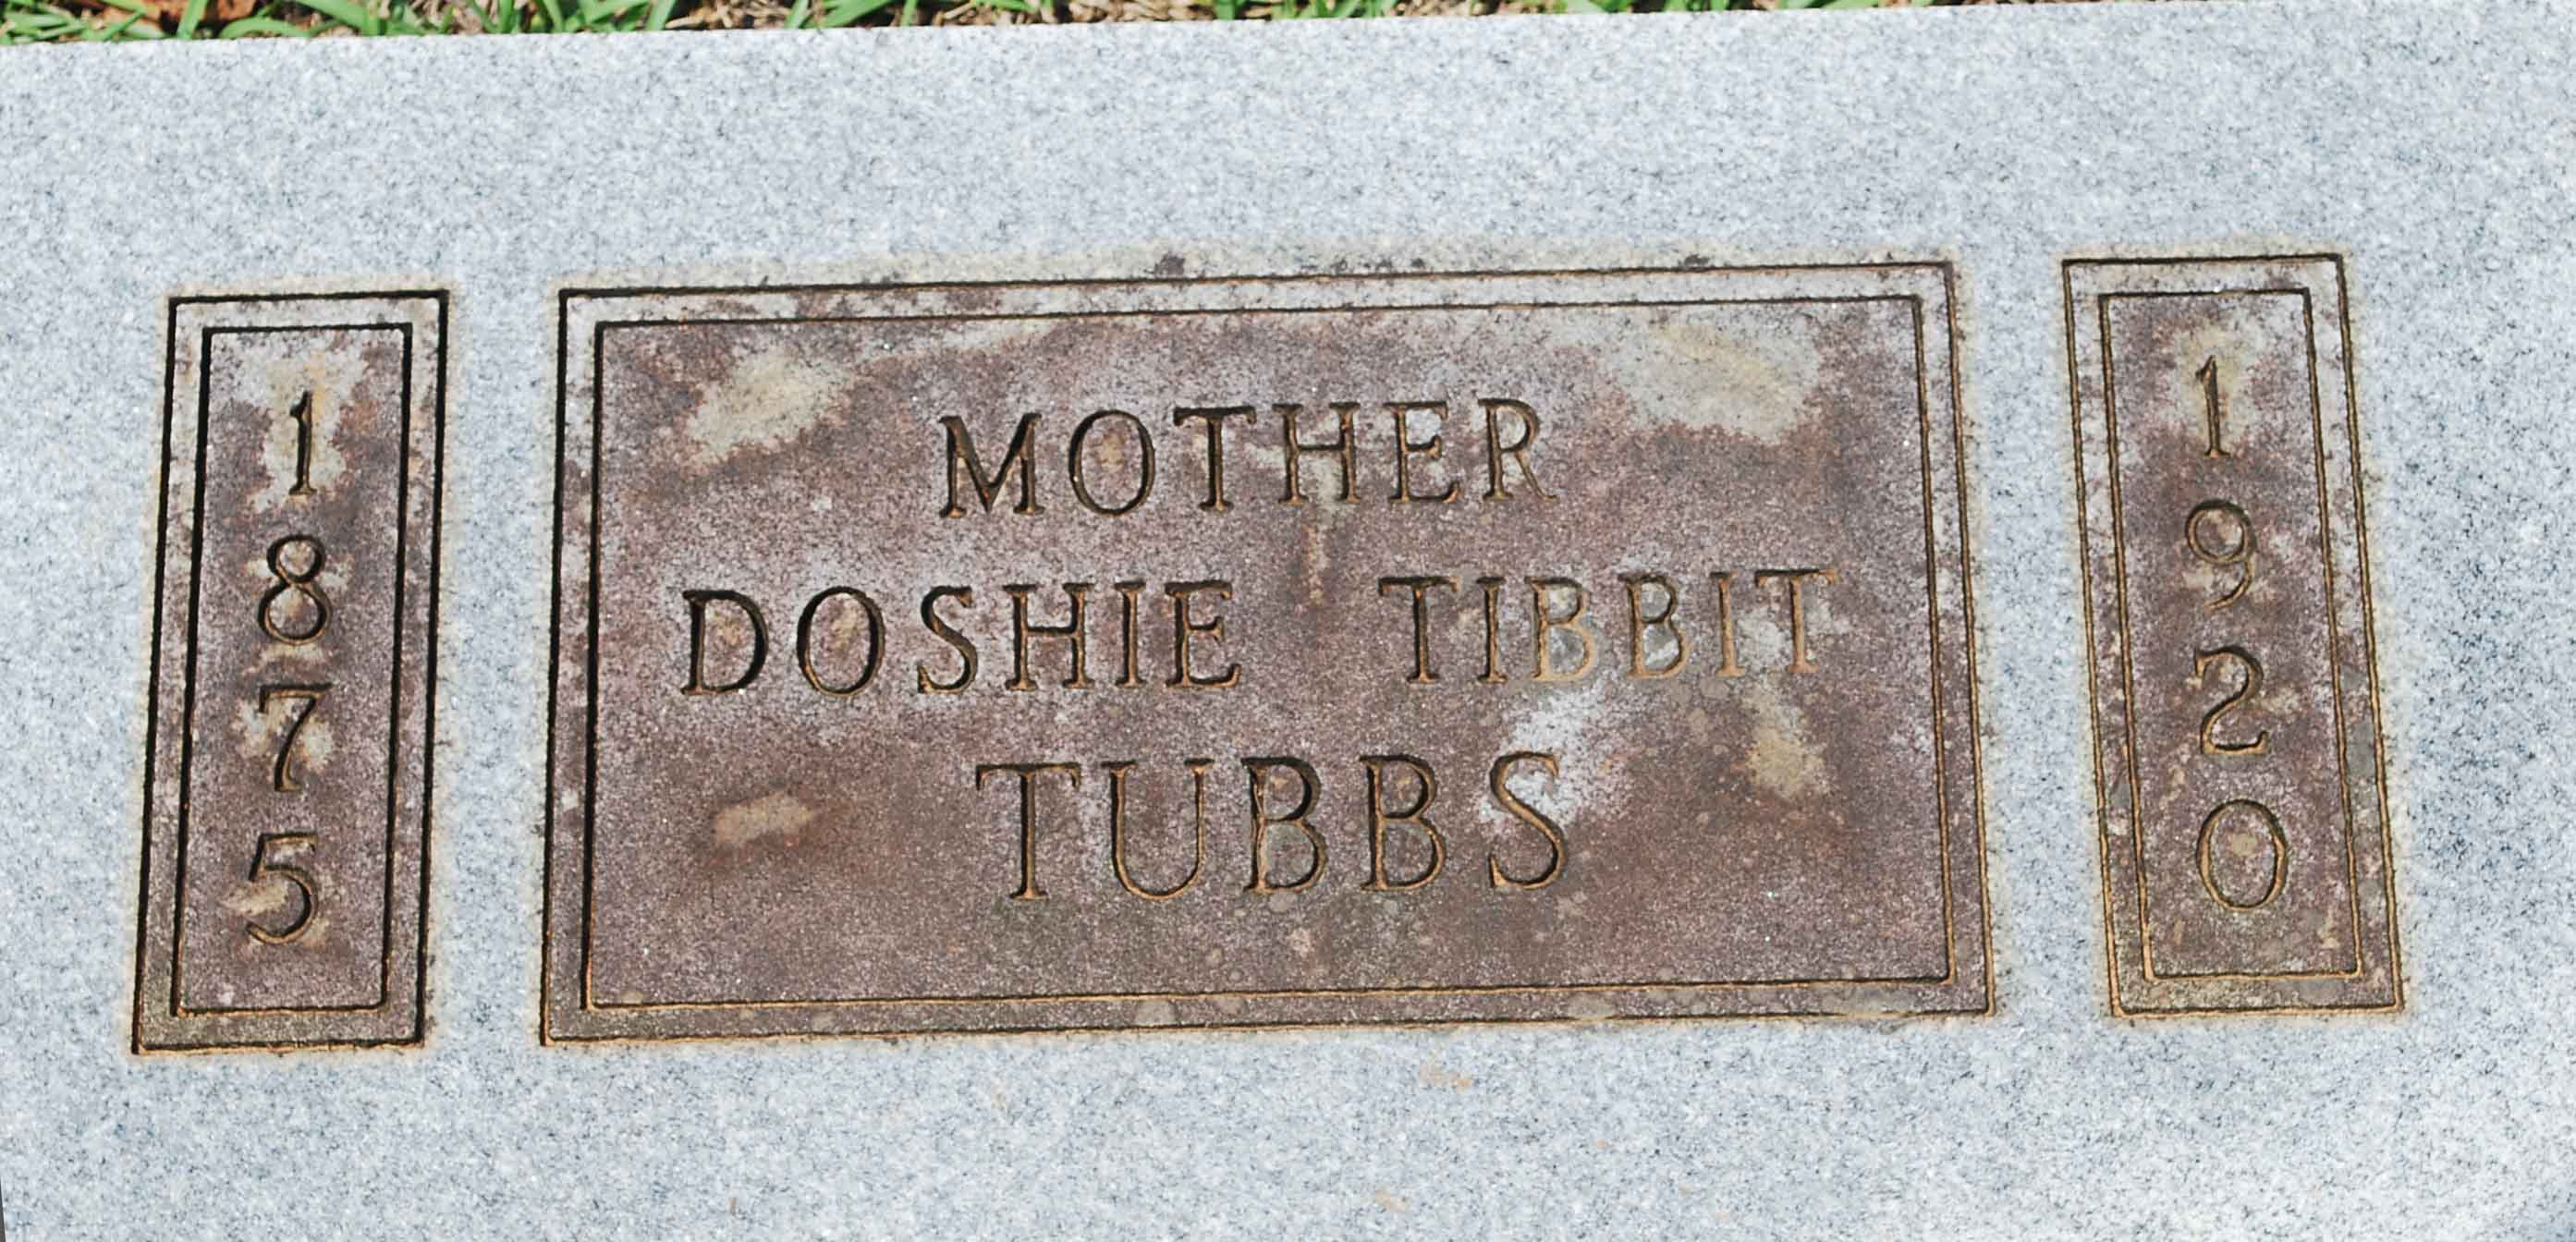 1875
MOTHER
DOSHIE TIBBIT
TUBBS
1920